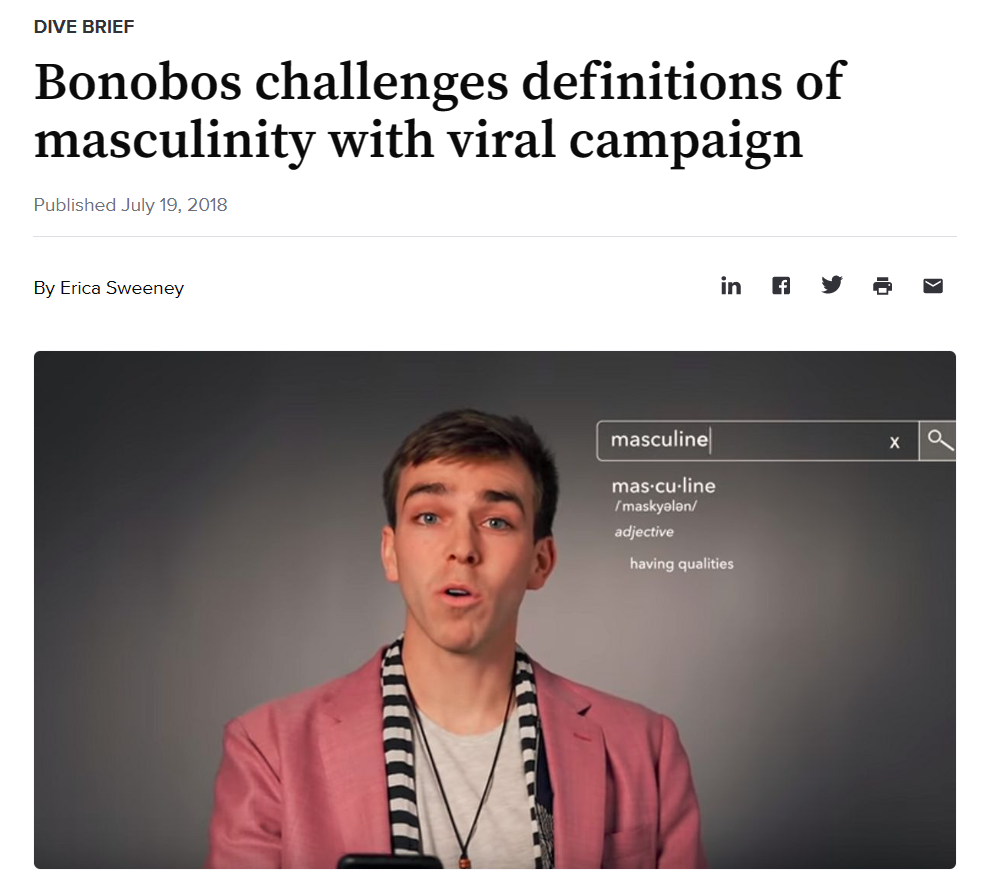 DIVE BRIEF
Bonobos challenges definitions of
masculinity with viral campaign
Published July 19, 2018
By Erica Sweeney
masculine
x
mas·cu·line
/maskyələn/
adjective
having qualities